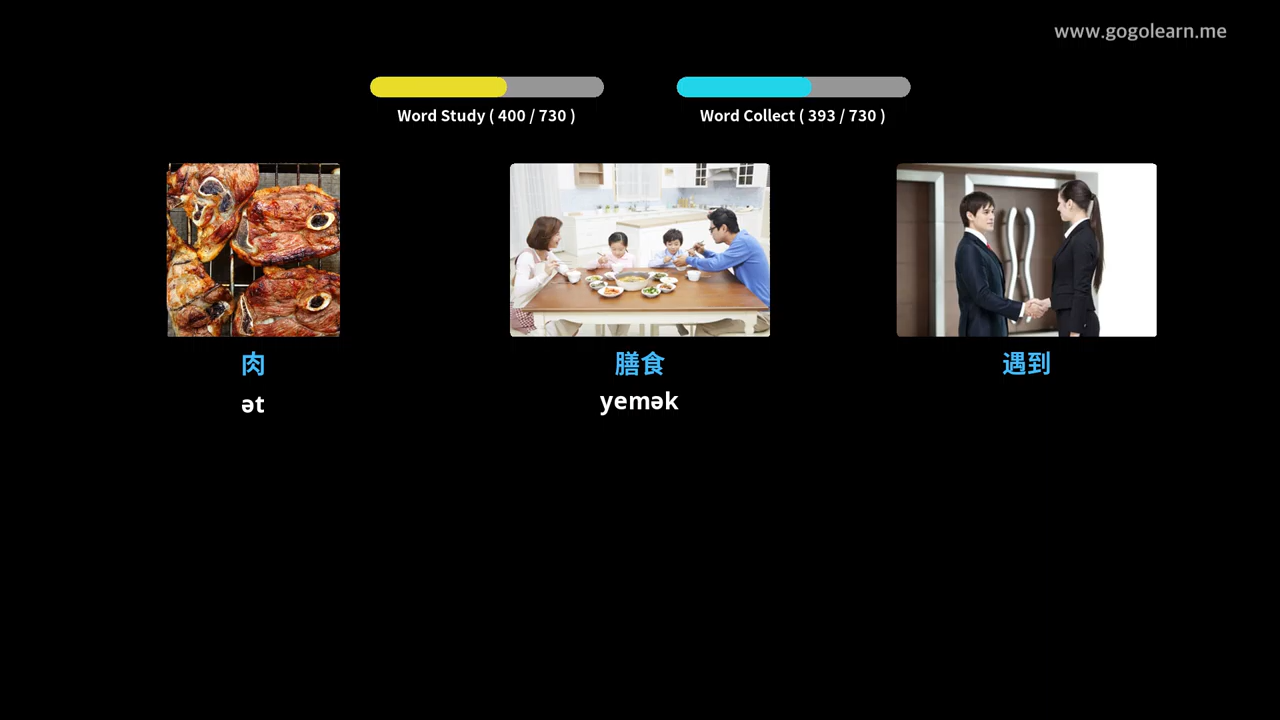 www.gogolearn.me
Word Study ( 400 / 730 )
Word Collect ( 393 / 730 )
肉
膳食
遇到
ət
yemək